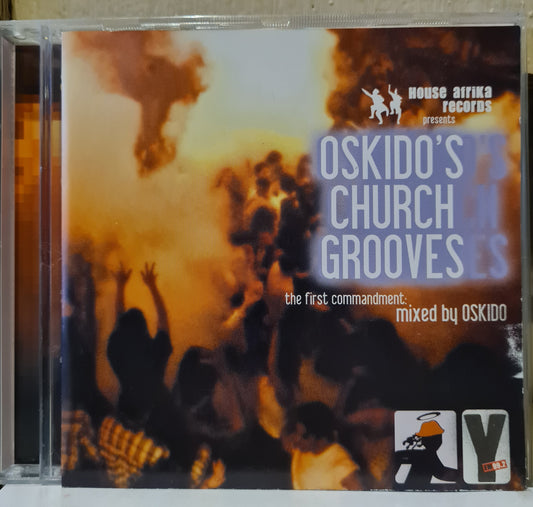 House afrika
records
presents
OSKIDO'S
CHURCH
GROOVES
the first commandment:
mixed by OSKIDO
Y